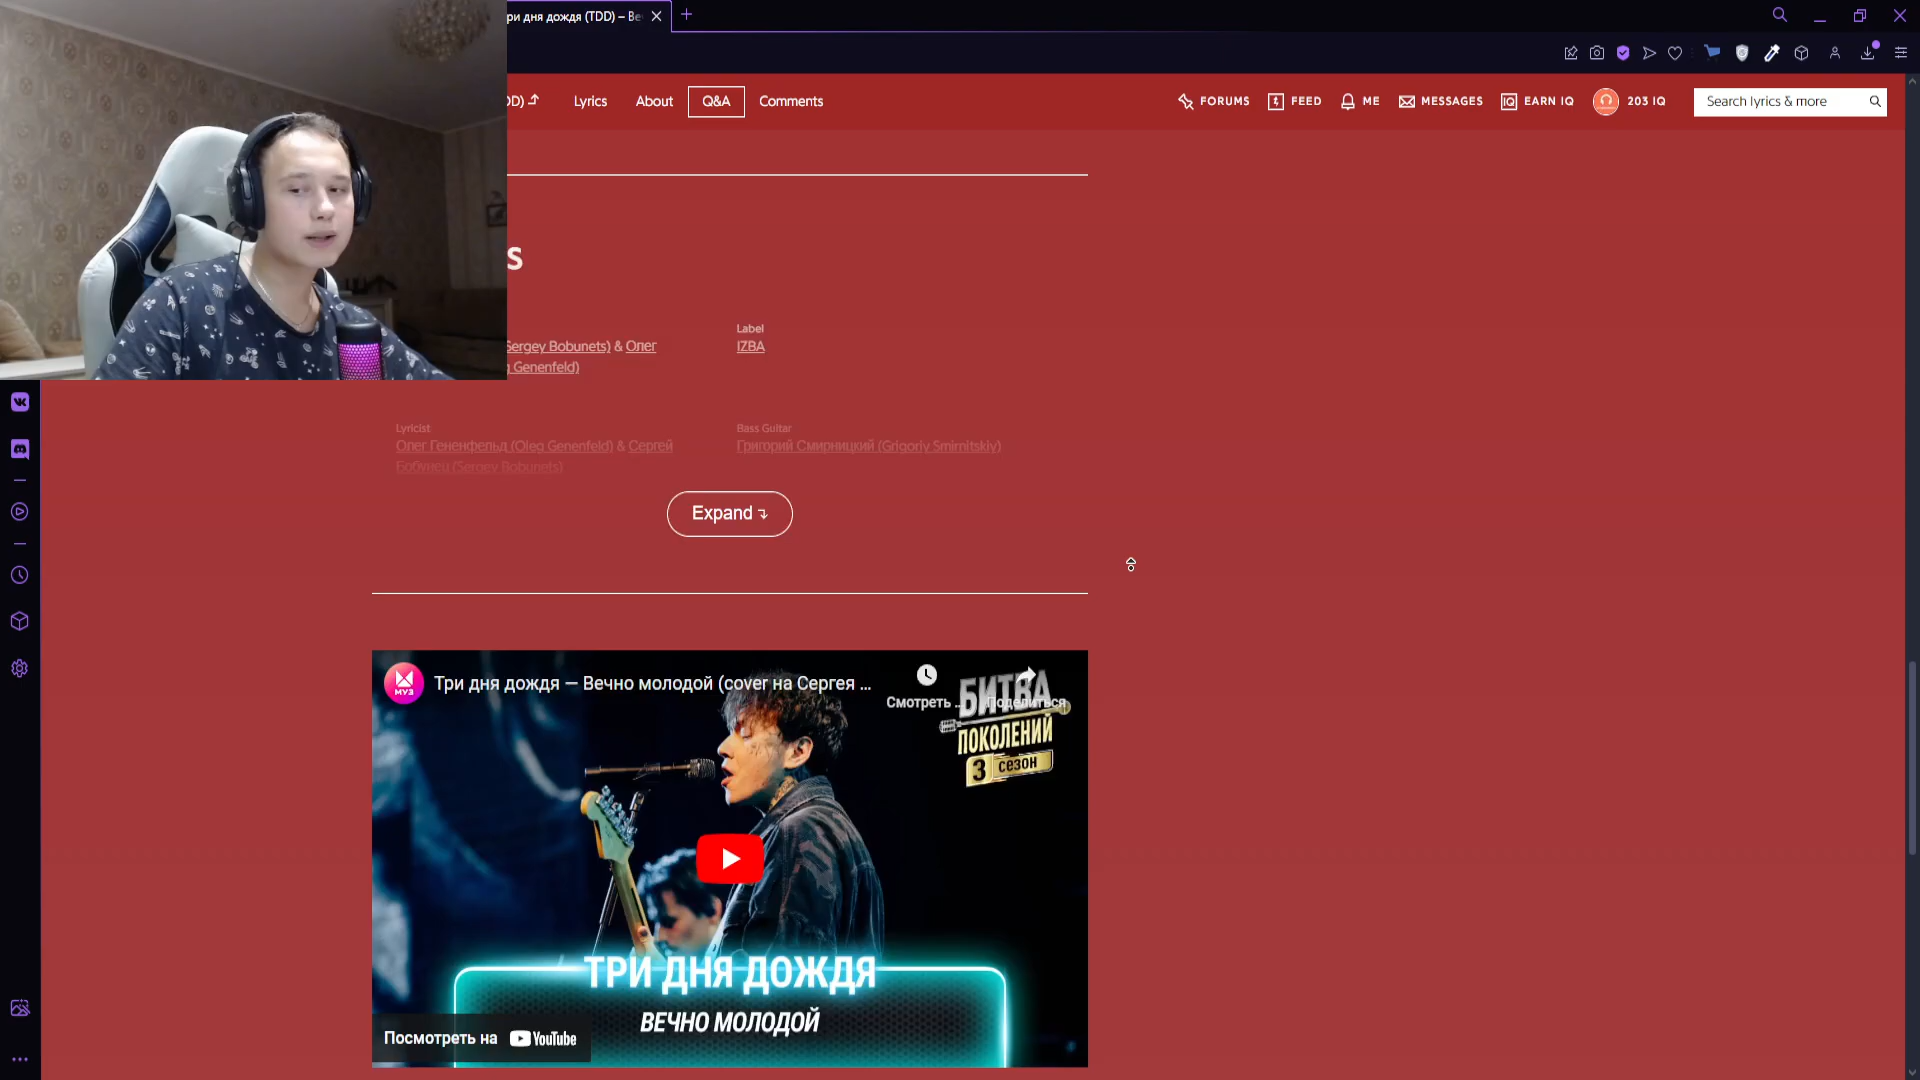 ри дня дождя (TDD) – Ве
DD)
Lyrics
About
Q&A
Comments
FORUMS
FEED
ME
MESSAGES
IQ
EARN IQ
203 IQ
Search lyrics & more
s
Sergey Bobunets) & Олег
Genenfeld)
Label
IZBA
Lyricist
Олег Гененфельд (Oleg Genenfeld) & Сергей
Бобунец (Sergey Bobunets)
Bass Guitar
Григорий Смирницкий (Grigoriy Smirnitskiy)
Expand
МУЗ
Три дня дождя — Вечно молодой (cover на Сергея ...
Смотреть ...
Поделиться
БИТВА
ПОКОЛЕНИЙ
3 СЕЗОН
ТРИ ДНЯ ДОЖДЯ
ВЕЧНО МОЛОДОЙ
Посмотреть на YouTube